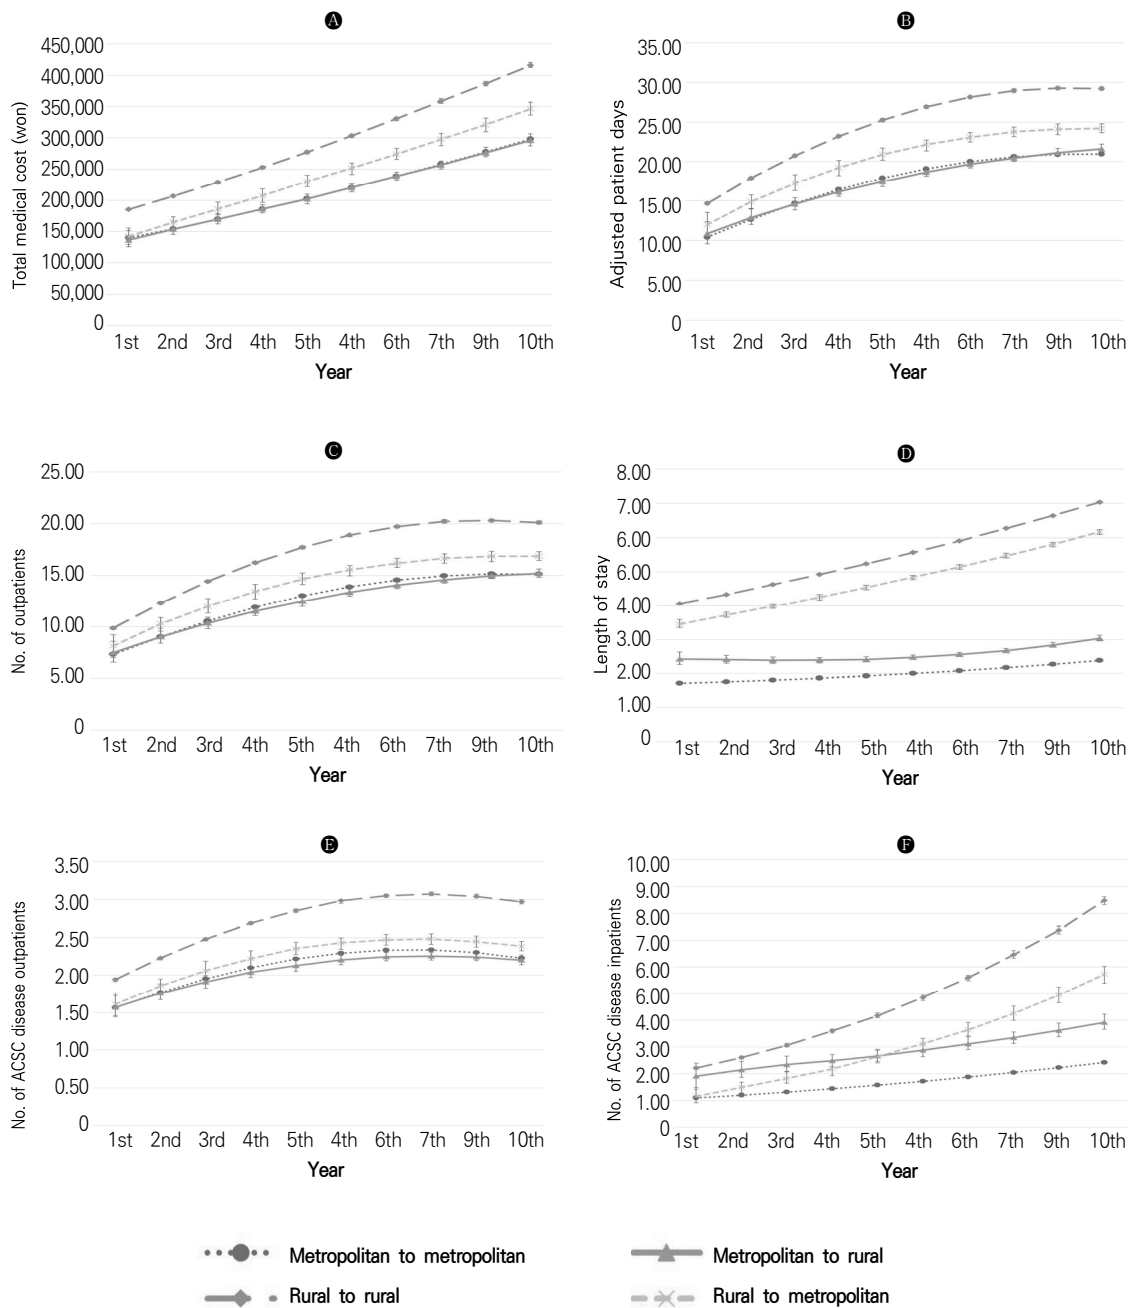 A
450,000
400,000
350,000
300,000
250,000
200,000
150,000
100,000
50,000
0
Total medical cost (won)
1st 2nd 3rd 4th 5th 4th 6th 7th 9th 10th
Year
B
35.00
30.00
25.00
20.00
15.00
10.00
5.00
0
Adjusted patient days
1st 2nd 3rd 4th 5th 4th 6th 7th 9th 10th
Year
C
25.00
20.00
15.00
10.00
5.00
0
No. of outpatients
1st 2nd 3rd 4th 5th 4th 6th 7th 9th 10th
Year
D
8.00
7.00
6.00
6.00
4.00
3.00
2.00
1.00
0
Length of stay
1st 2nd 3rd 4th 5th 4th 6th 7th 9th 10th
Year
E
3.50
3.00
2.50
2.00
1.50
1.00
0.50
0
No. of ACSC disease outpatients
1st 2nd 3rd 4th 5th 4th 6th 7th 9th 10th
Year
F
10.00
9.00
8.00
7.00
6.00
6.00
4.00
3.00
2.00
1.00
0
No. of ACSC disease inpatients
1st 2nd 3rd 4th 5th 4th 6th 7th 9th 10th
Year
Metropolitan to metropolitan
Metropolitan to rural
Rural to rural
Rural to metropolitan